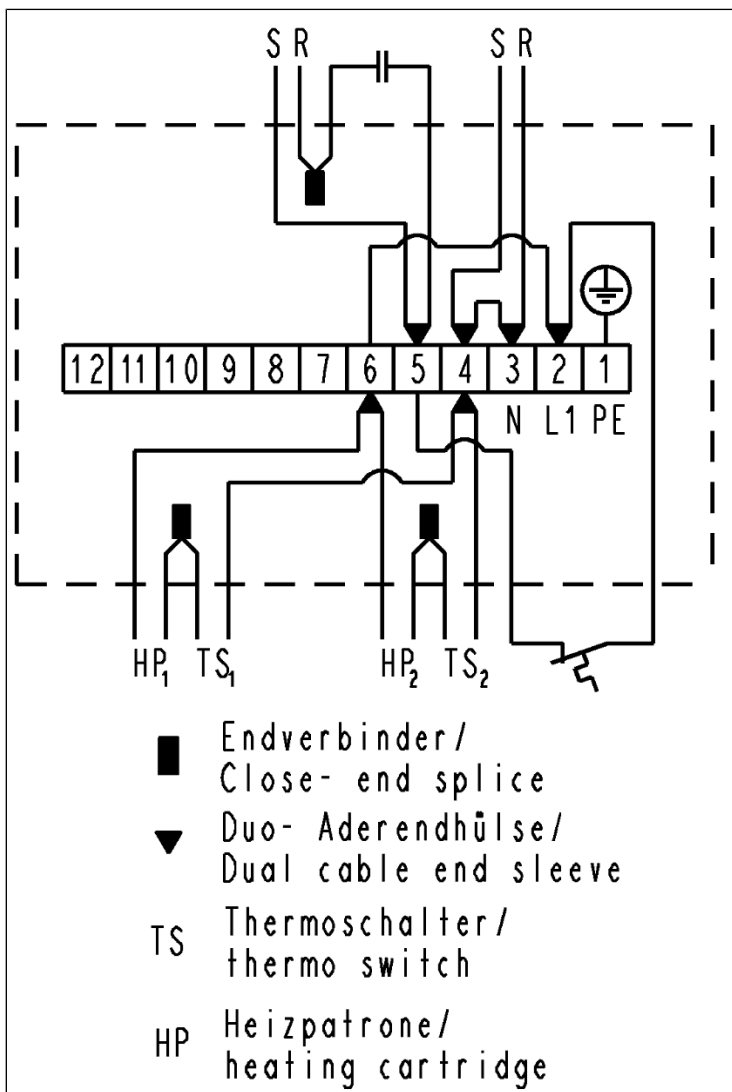 S R S R
12 11 10 9 8 7 6 5 4 3 2 1
N L1 PE
HP₁ TS₁ HP₂ TS₂
Endverbinder/
Close- end splice
Duo- Aderendhülse/
Dual cable end sleeve
TS Thermoschalter/
thermo switch
HP Heizpatrone/
heating cartridge